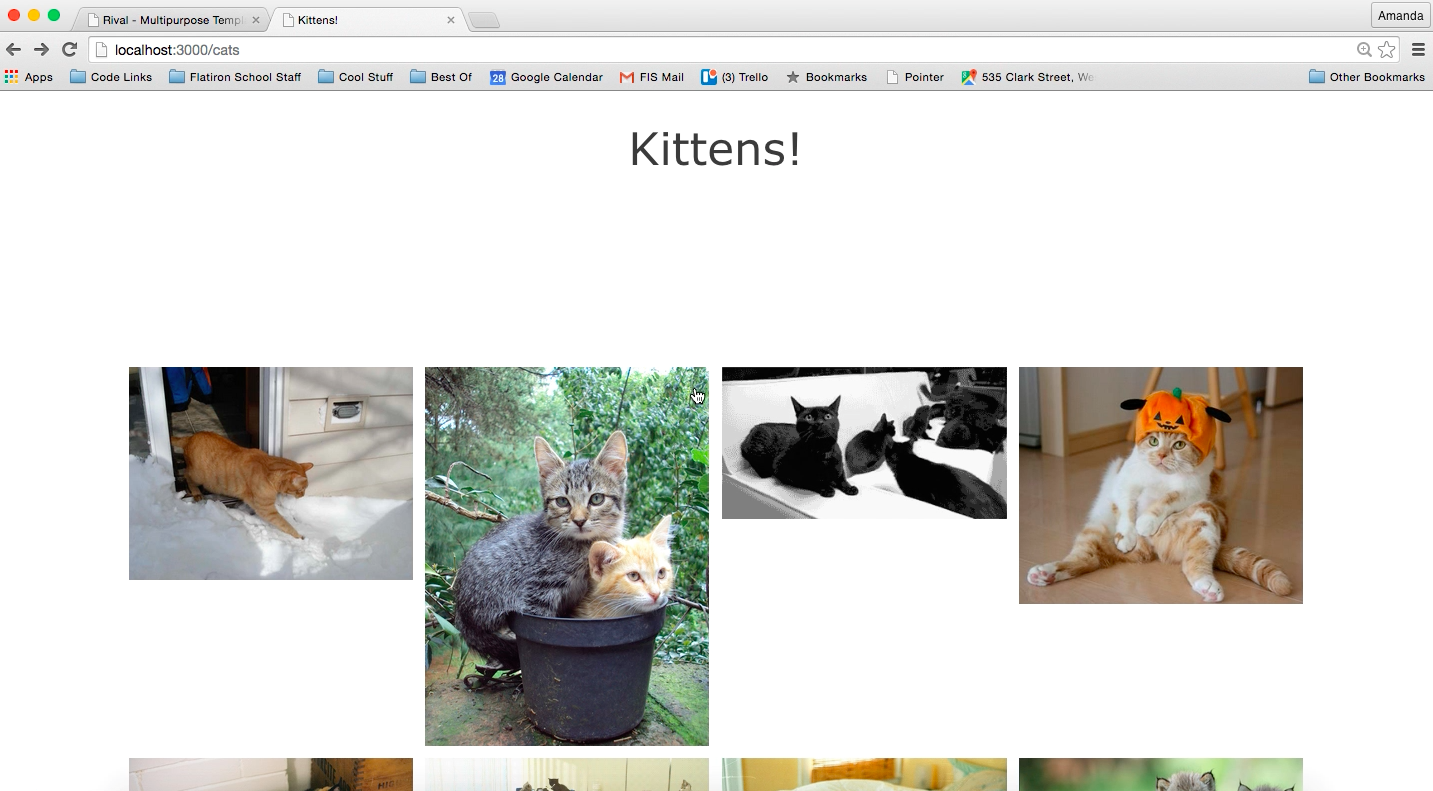 Rival - Multipurpose Templ
Kittens!
Amanda
localhost:3000/cats
Apps
Code Links
Flatiron School Staff
Cool Stuff
Best Of
28
Google Calendar
FIS Mail
(3) Trello
Bookmarks
Pointer
535 Clark Street, We
Other Bookmarks
Kittens!